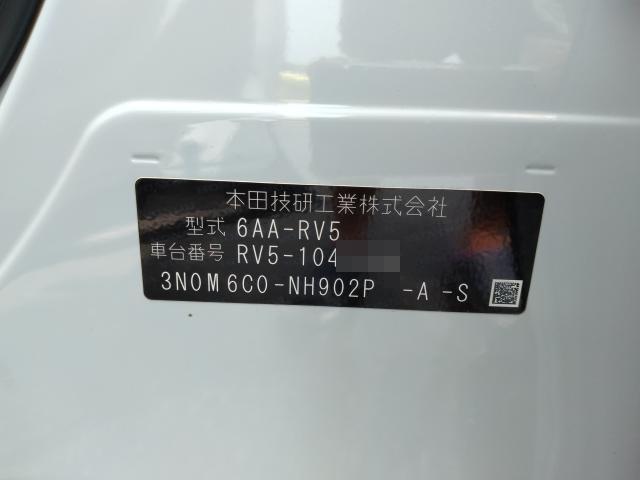 本田技研工業株式会社
型式 6AA-RV5
車台番号 RV5-104
3N0M6C0-NH902P -A -S